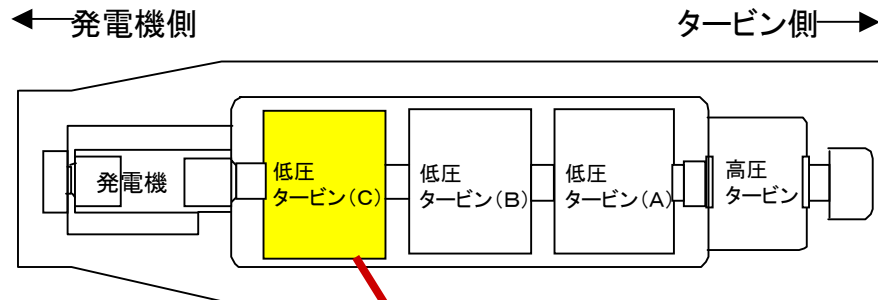 発電機側
タービン側
発電機
低圧
タービン(C)
低圧
タービン(B)
低圧
タービン(A)
高圧
タービン